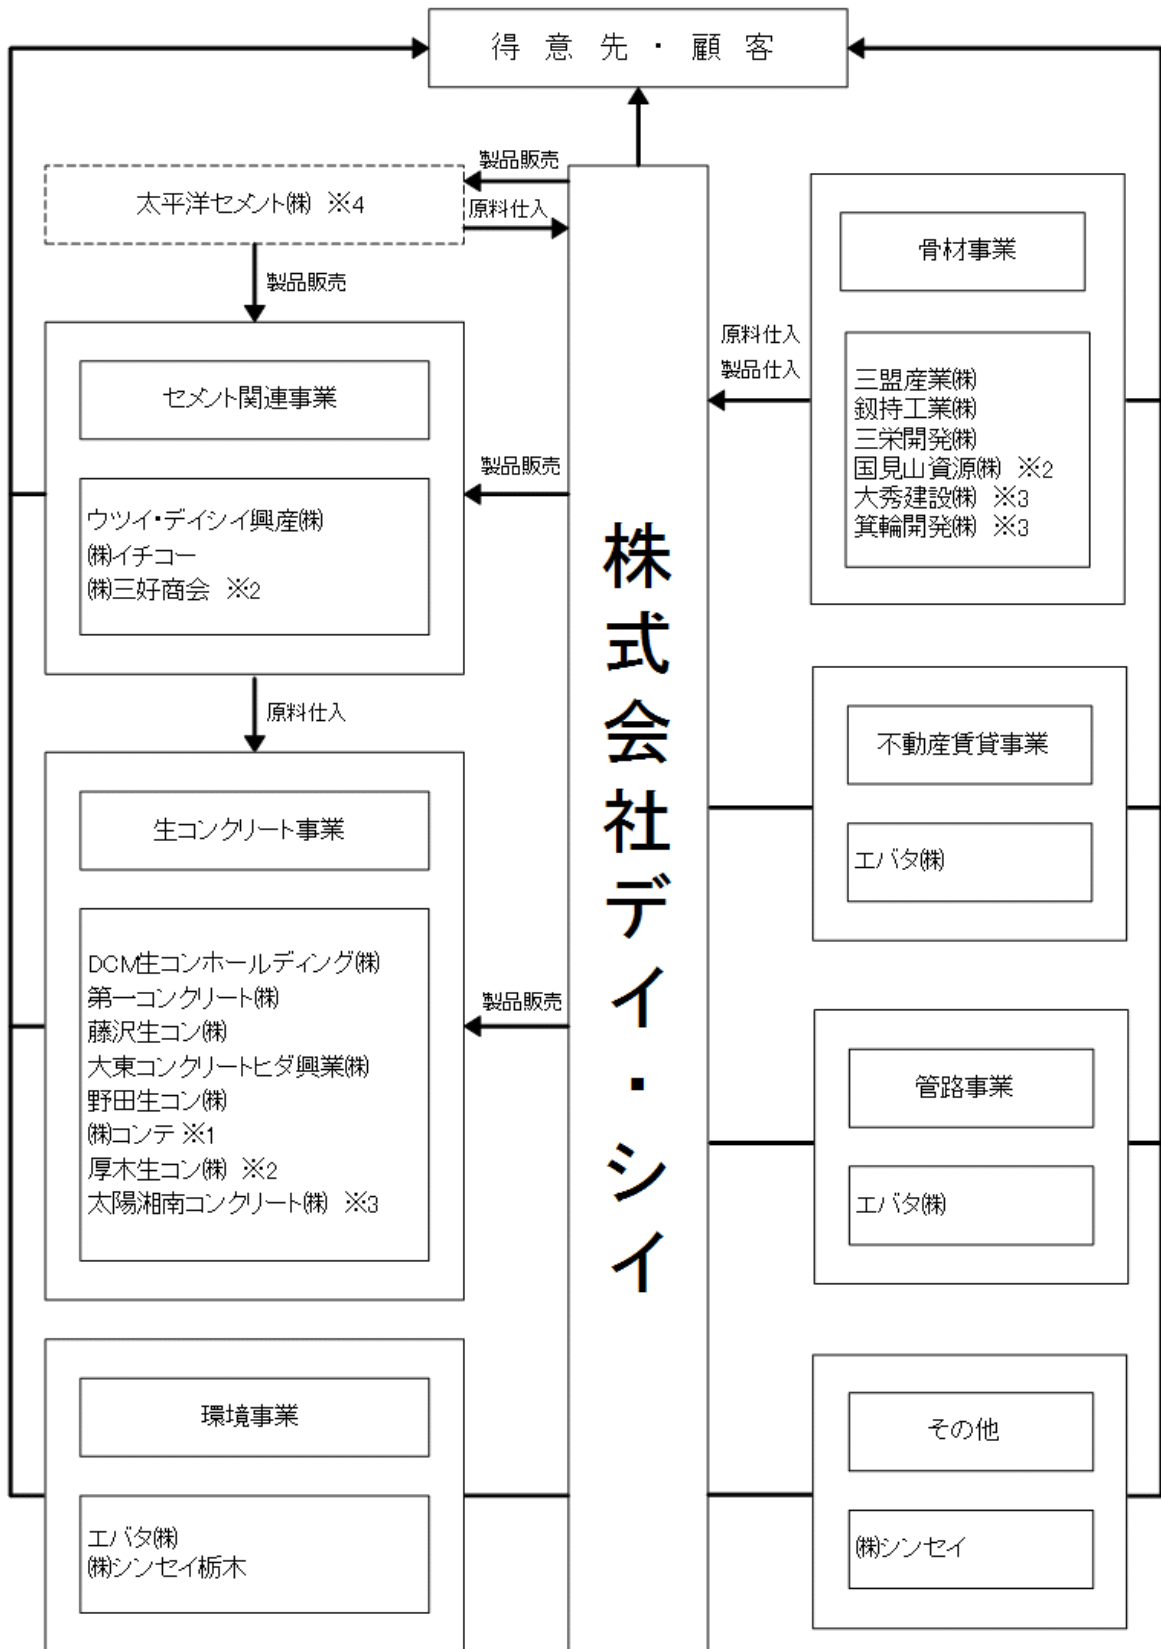 得意先・顧客
太平洋セメント㈱ ※4
製品販売
原料仕入
製品販売
セメント関連事業
ウツイ・デイシイ興産㈱
㈱イチコー
㈱三好商会 ※2
製品販売
原料仕入
生コンクリート事業
DCM生コンホールディング㈱
第一コンクリート㈱
藤沢生コン㈱
大東コンクリートヒダ興業㈱
野田生コン㈱
㈱コンテ ※1
厚木生コン㈱ ※2
太陽湘南コンクリート㈱ ※3
製品販売
環境事業
エバタ㈱
㈱シンセイ栃木
株式会社デイ・シイ
原料仕入
製品仕入
骨材事業
三盟産業㈱
釼持工業㈱
三栄開発㈱
国見山資源㈱ ※2
大秀建設㈱ ※3
箕輪開発㈱ ※3
不動産賃貸事業
エバタ㈱
管路事業
エバタ㈱
その他
㈱シンセイ